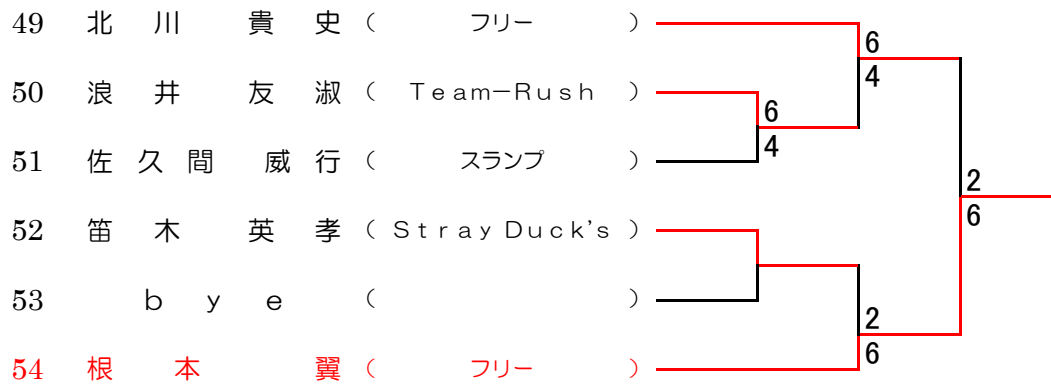 49 北川 貴史 ( フリー )
6
4
50 浪井 友淑 ( Team-Rush )
6
4
51 佐久間 威行 ( スランプ )
2
6
52 笛木 英孝 ( Stray Duck's )
53 bye ( )
2
6
54 根本 翼 ( フリー )